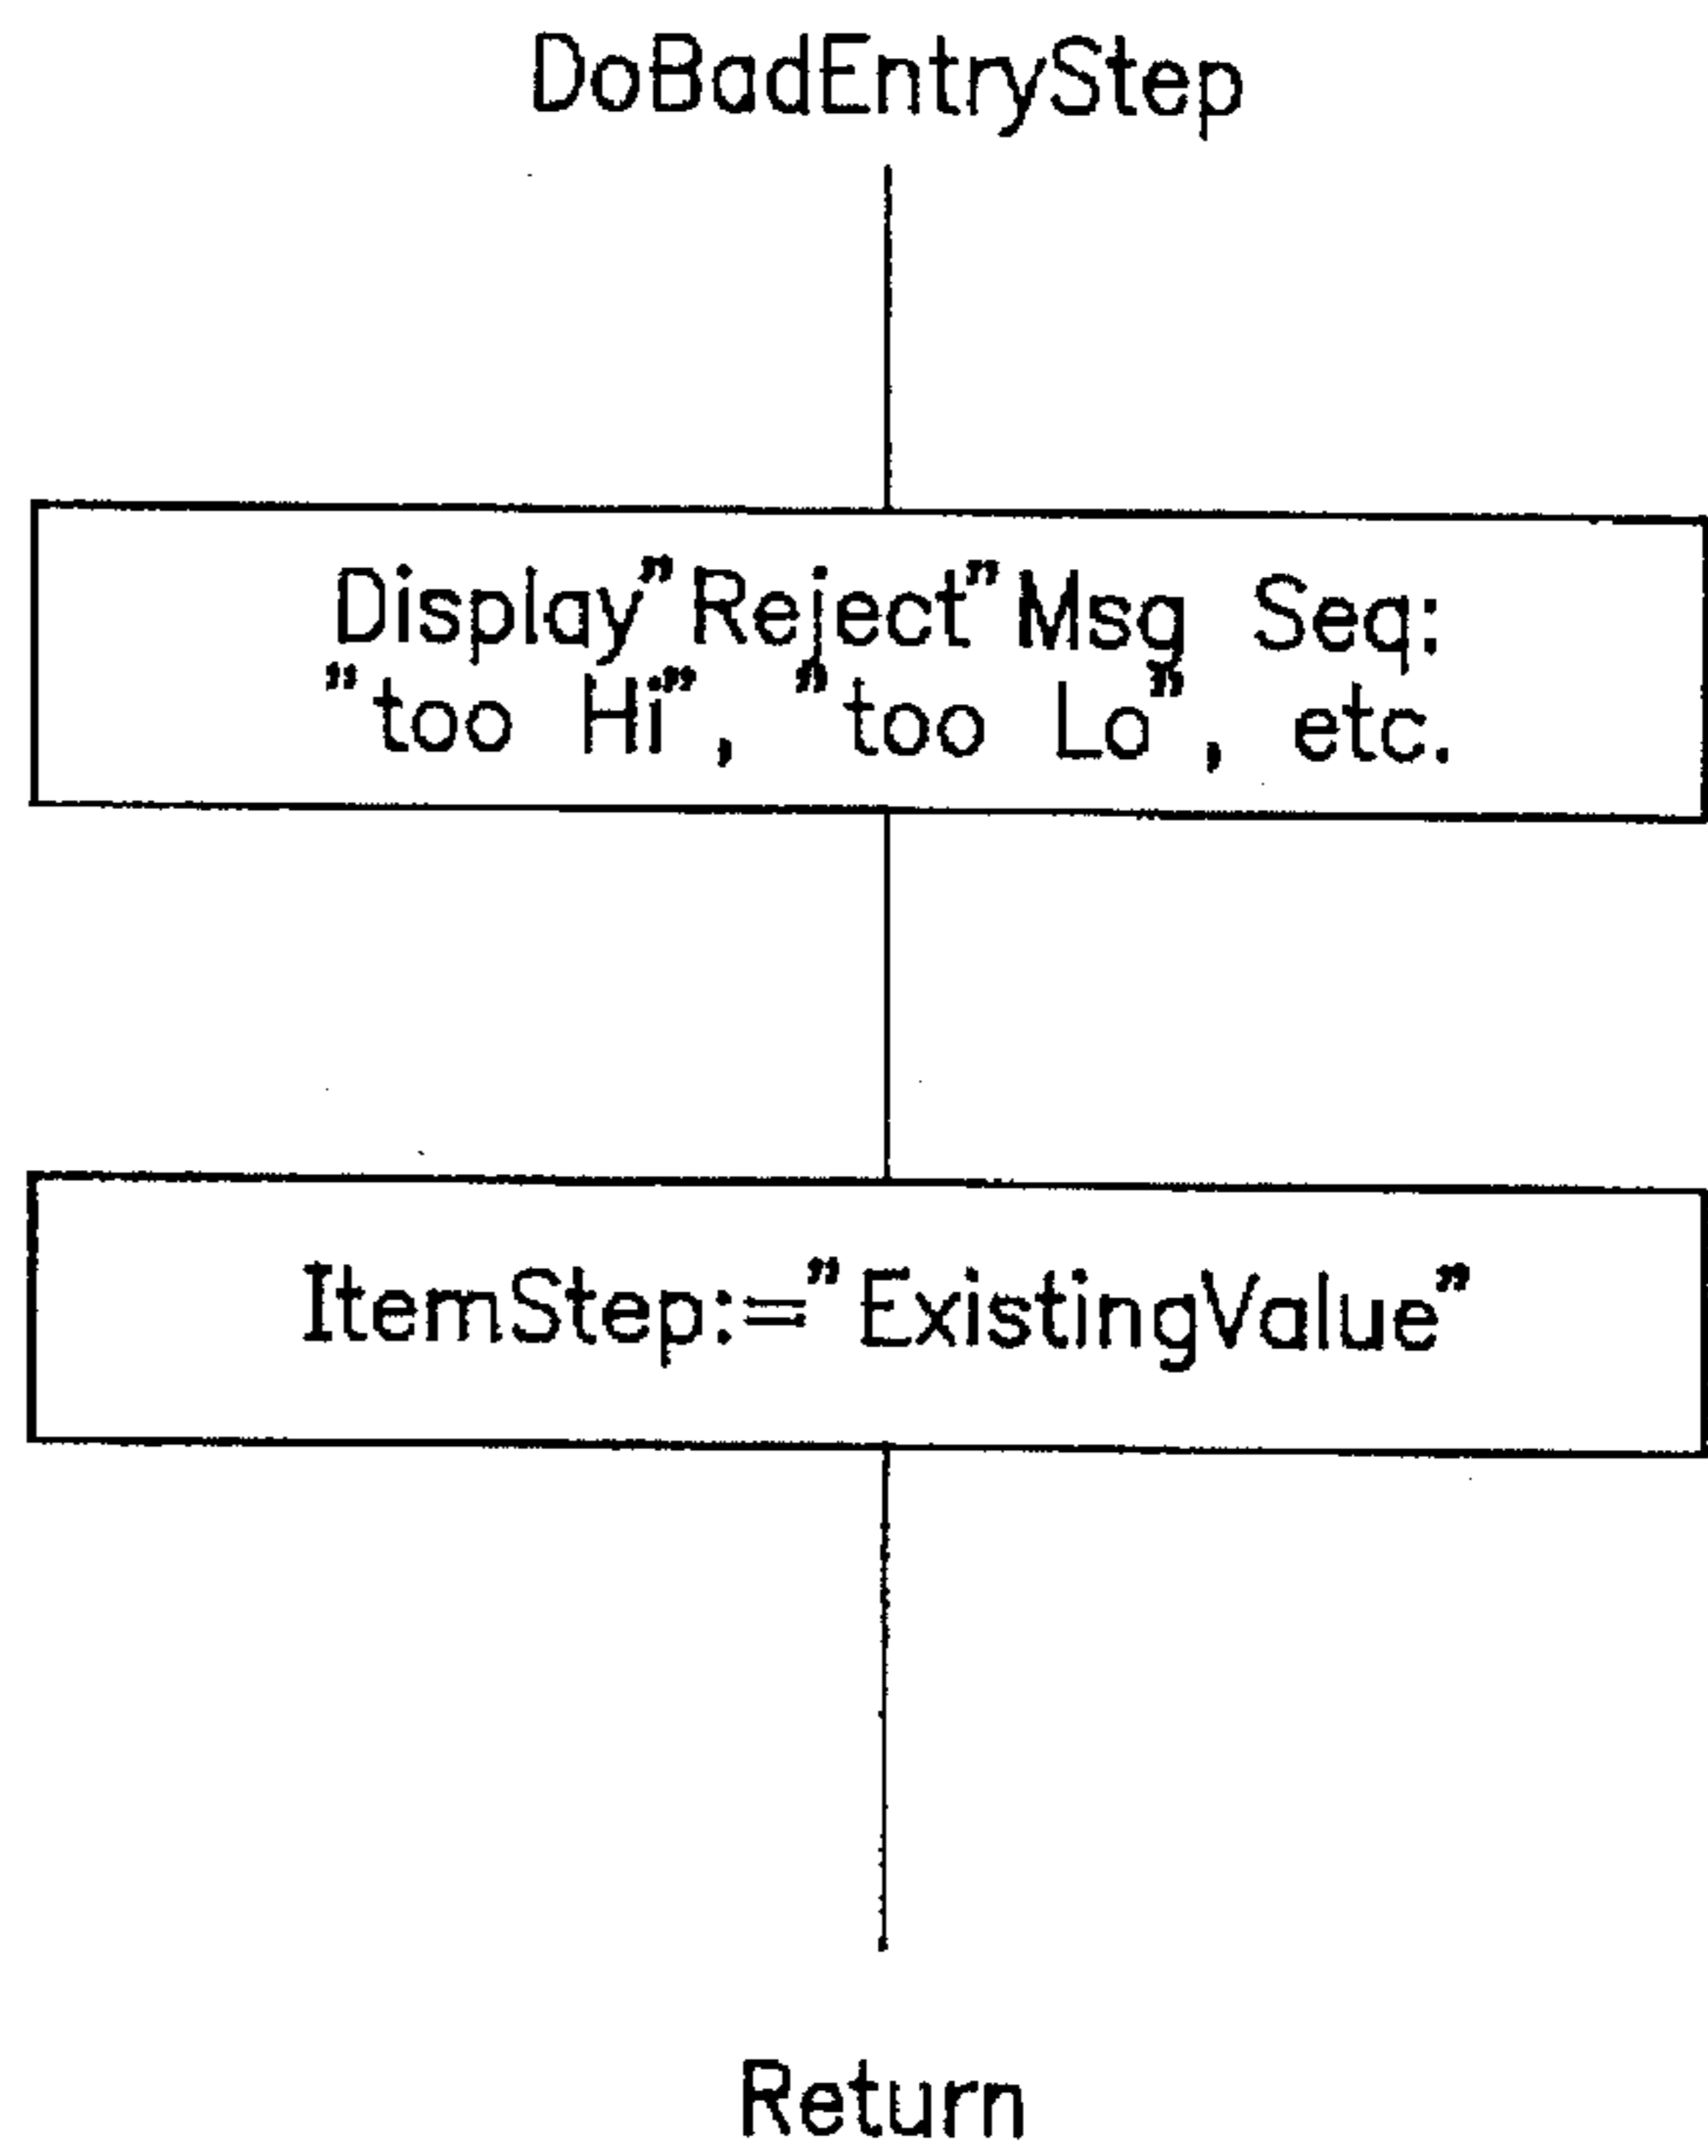 DoBadEntryStep
Display"Reject"Msg Seq:
"too Hi", "too Lo", etc.
ItemStep:="ExistingValue"
Return